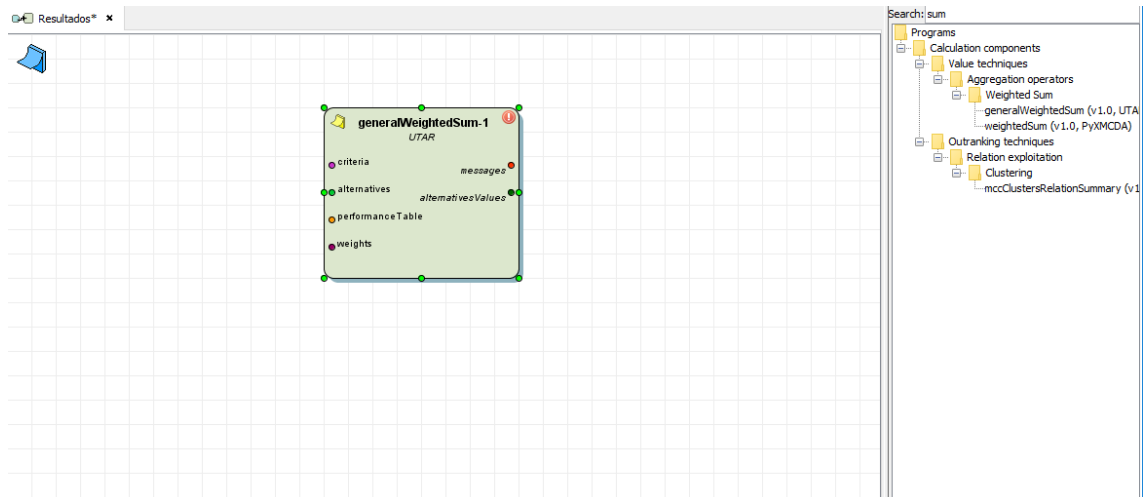 Resultados*
Search: sum
Programs
Calculation components
Value techniques
Aggregation operators
Weighted Sum
generalWeightedSum (v1.0, UTA
weightedSum (v1.0, PyXMCDA)
Outranking techniques
Relation exploitation
Clustering
mccClustersRelationSummary (v1
generalWeightedSum-1
UTAR
criteria
messages
alternatives
alternativesValues
performanceTable
weights